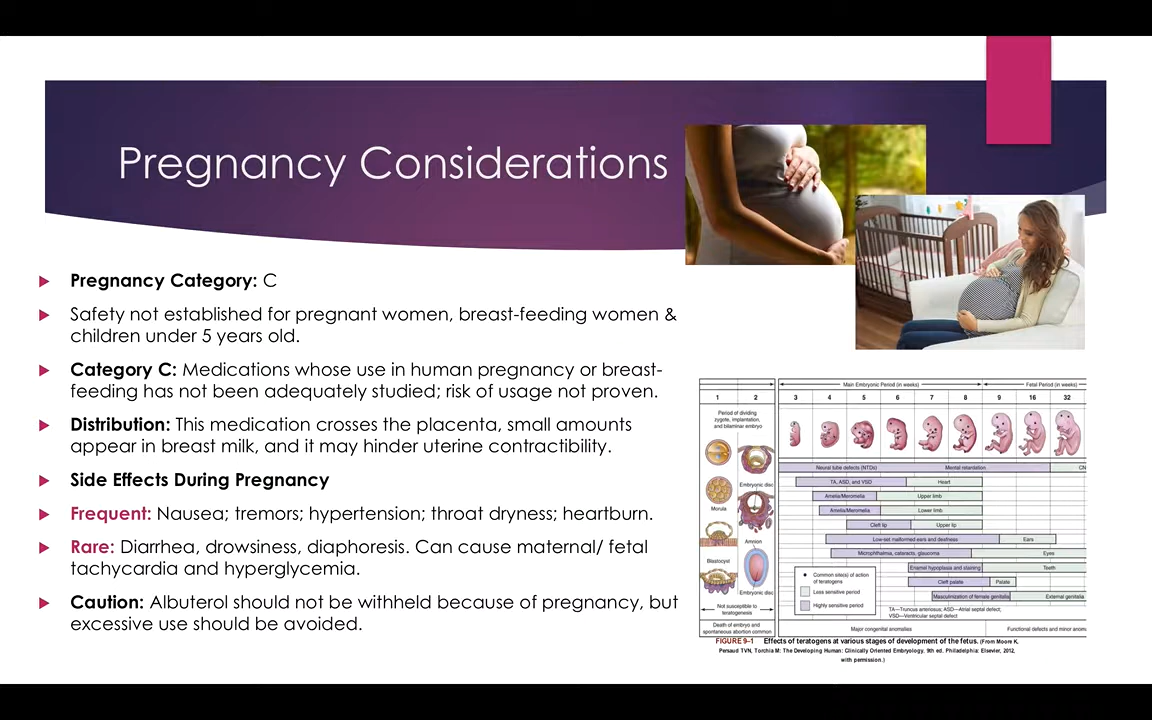 Pregnancy Considerations
Pregnancy Category: C
Safety not established for pregnant women, breast-feeding women &
children under 5 years old.
Category C: Medications whose use in human pregnancy or breast-
feeding has not been adequately studied; risk of usage not proven.
Distribution: This medication crosses the placenta, small amounts
appear in breast milk, and it may hinder uterine contractibility.
Side Effects During Pregnancy
Frequent: Nausea; tremors; hypertension; throat dryness; heartburn.
Rare: Diarrhea, drowsiness, diaphoresis. Can cause maternal/ fetal
tachycardia and hyperglycemia.
Caution: Albuterol should not be withheld because of pregnancy, but
excessive use should be avoided.
Main Embryonic Period (in weeks)
Fetal Period (in weeks)
1 2 3 4 5 6 7 8 9 16 32
Period of dividing
zygote, implantation,
and bilaminar embryo
Embryonic disc
Morula
Amnion
Blastocyst
Embryonic disc
Not susceptible to
teratogenesis
Death of embryo and
spontaneous abortion common
Neural tube defects (NTDs) Mental retardation CN
TA, ASD, and VSD Heart
Amelia/Meromelia Upper limb
Amelia/Meromelia Lower limb
Cleft lip Upper lip
Low-set malformed ears and deafness Ears
Microphthalmia, cataracts, glaucoma Eyes
Enamel hypoplasia and staining Teeth
Cleft palate Palate
Masculinization of female genitalia External genitalia
Common site(s) of action
of teratogens
Less sensitive period
Highly sensitive period
TA—Truncus arteriosus; ASD—Atrial septal defect;
VSD—Ventricular septal defect
Major congenital anomalies
Functional defects and minor anom
FIGURE 9–1 Effects of teratogens at various stages of development of the fetus. (From Moore K,
Persaud TVN, Torchia M: The Developing Human: Clinically Oriented Embryology, 9th ed. Philadelphia: Elsevier, 2012,
with permission.)